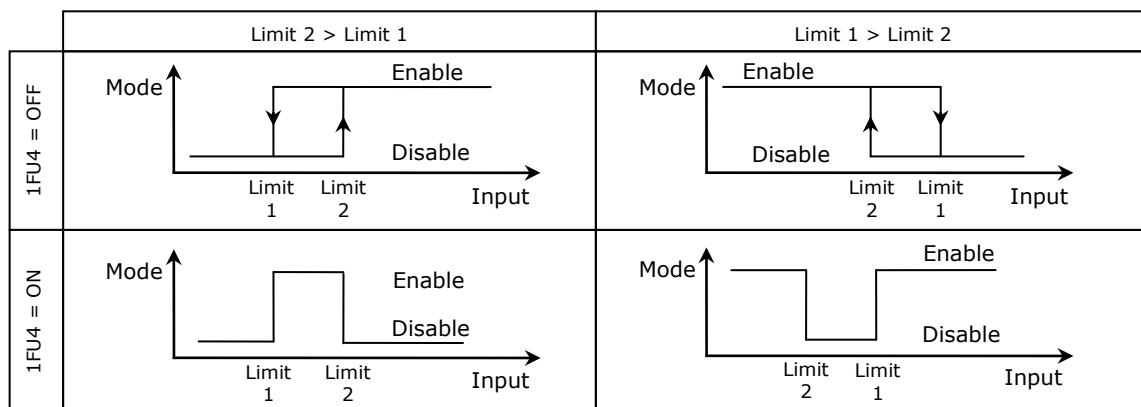 Limit 2 > Limit 1
Limit 1 > Limit 2
1FU4 = OFF
Mode
Enable
Disable
Limit
1
Limit
2
Input
Mode
Enable
Disable
Limit
2
Limit
1
Input
1FU4 = ON
Mode
Enable
Disable
Limit
1
Limit
2
Input
Mode
Enable
Disable
Limit
2
Limit
1
Input